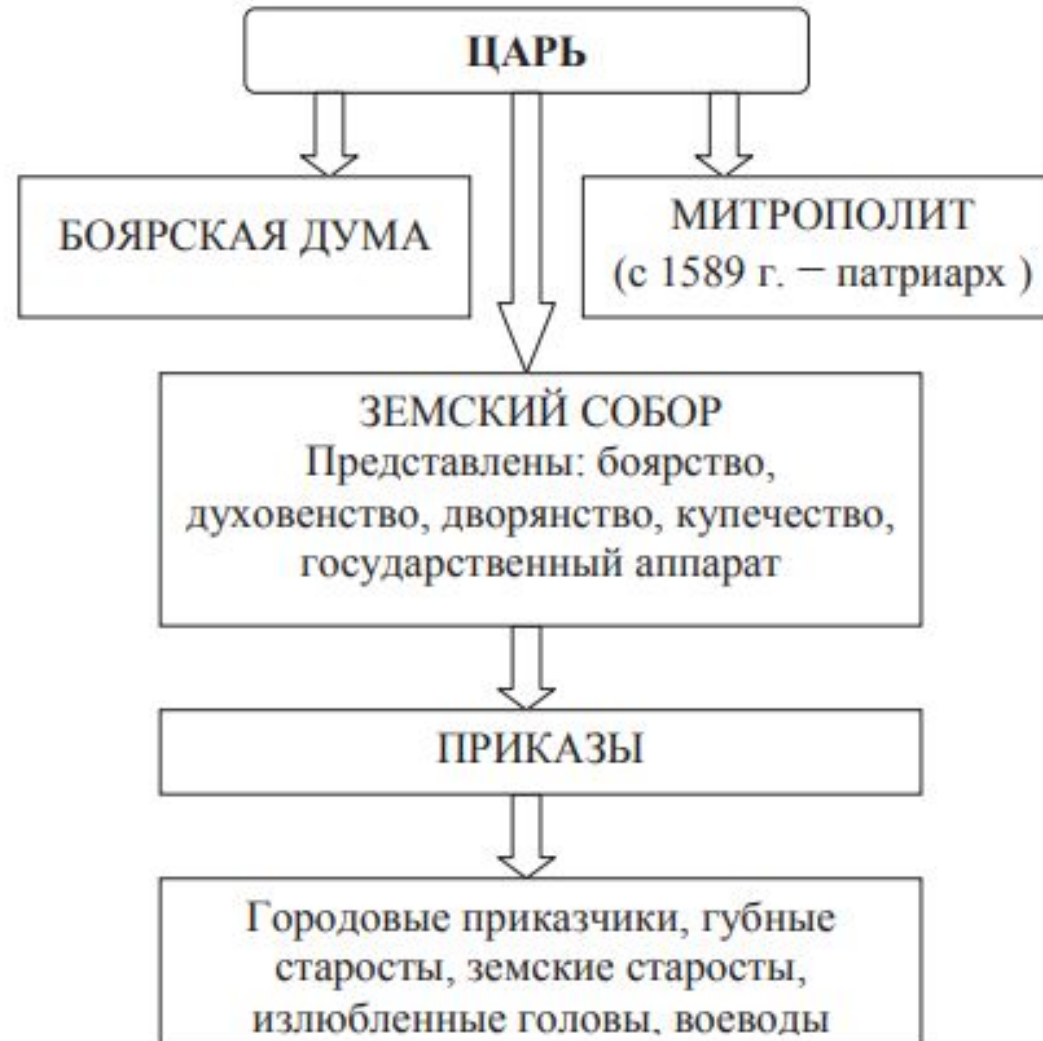 ЦАРЬ
БОЯРСКАЯ ДУМА
МИТРОПОЛИТ
(с 1589 г. − патриарх )
ЗЕМСКИЙ СОБОР
Представлены: боярство,
духовенство, дворянство, купечество,
государственный аппарат
ПРИКАЗЫ
Городовые приказчики, губные
старосты, земские старосты,
излюбленные головы, воеводы